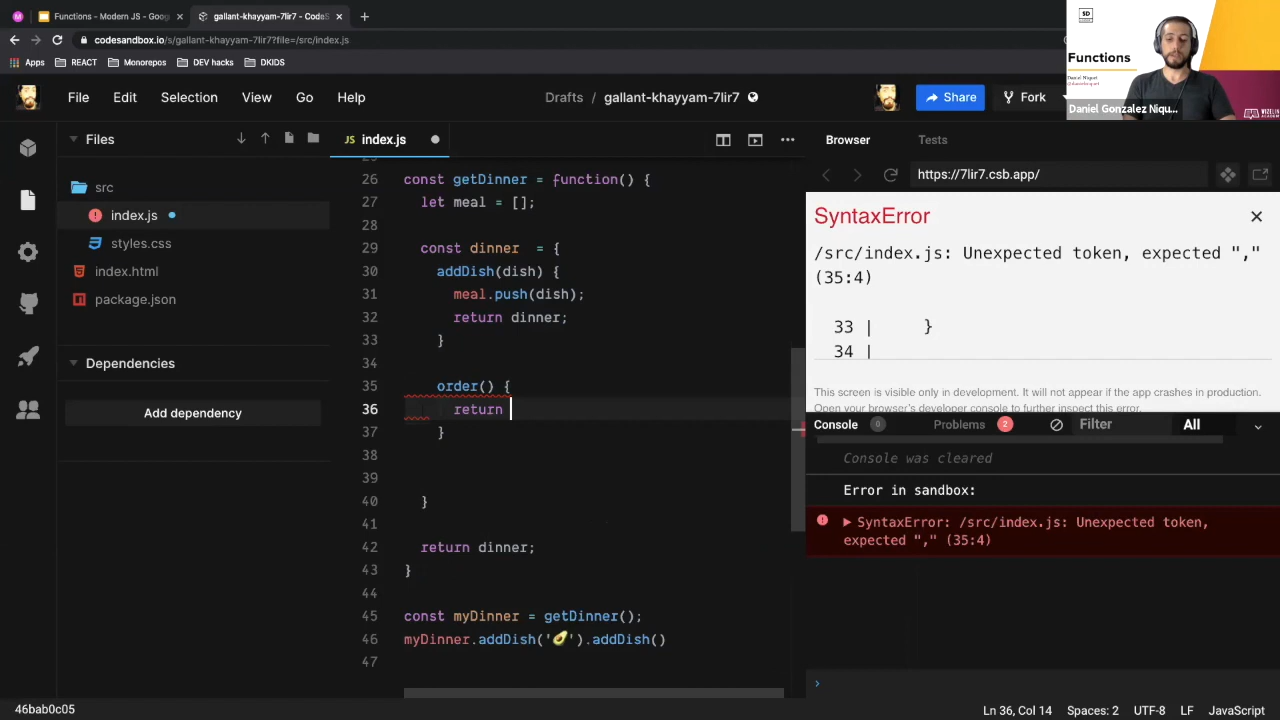 Functions - Modern JS - Goog
gallant-khayyam-7lir7 - CodeS
codesandbox.io/s/gallant-khayyam-7lir7?file=/src/index.js
Apps
REACT
Monorepos
Dev hacks
DKIDS
SD
Functions
Daniel Niquet
Daniel Gonzalez Niqu...
WIZELINE
ACADEMY
File
Edit
Selection
View
Go
Help
Drafts / gallant-khayyam-7lir7
Share
Fork
Files
src
index.js
styles.css
index.html
package.json
Dependencies
Add dependency
JS index.js
26 const getDinner = function() {
27 let meal = [];
28
29 const dinner = {
30 addDish(dish) {
31 meal.push(dish);
32 return dinner;
33 }
34
35 order() {
36 return
37 }
38
39
40 }
41
42 return dinner;
43 }
44
45 const myDinner = getDinner();
46 myDinner.addDish('🥑').addDish()
47
Browser
Tests
https://7lir7.csb.app/
SyntaxError
/src/index.js: Unexpected token, expected ","
(35:4)
33 | }
34 |
This screen is visible only in development. It will not appear if the app crashes in production.
Open your browser's developer console to further inspect this error.
Console 0
Problems 2
Filter
All
Console was cleared
Error in sandbox:
SyntaxError: /src/index.js: Unexpected token,
expected "," (35:4)
46bab0c05
Ln 36, Col 14
Spaces: 2
UTF-8
LF
JavaScript